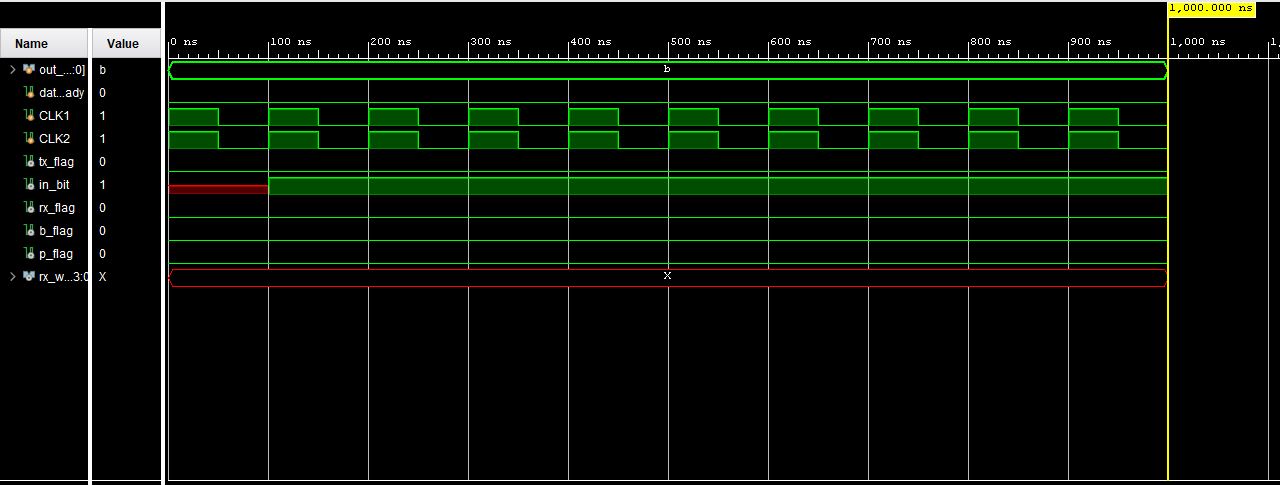 1,000.000 ns
Name Value
0 ns 100 ns 200 ns 300 ns 400 ns 500 ns 600 ns 700 ns 800 ns 900 ns 1,000 ns 1,
out_...:0] b b
dat...ady 0
CLK1 1
CLK2 1
tx_flag 0
in_bit 1
rx_flag 0
b_flag 0
p_flag 0
rx_w...3:0 X X